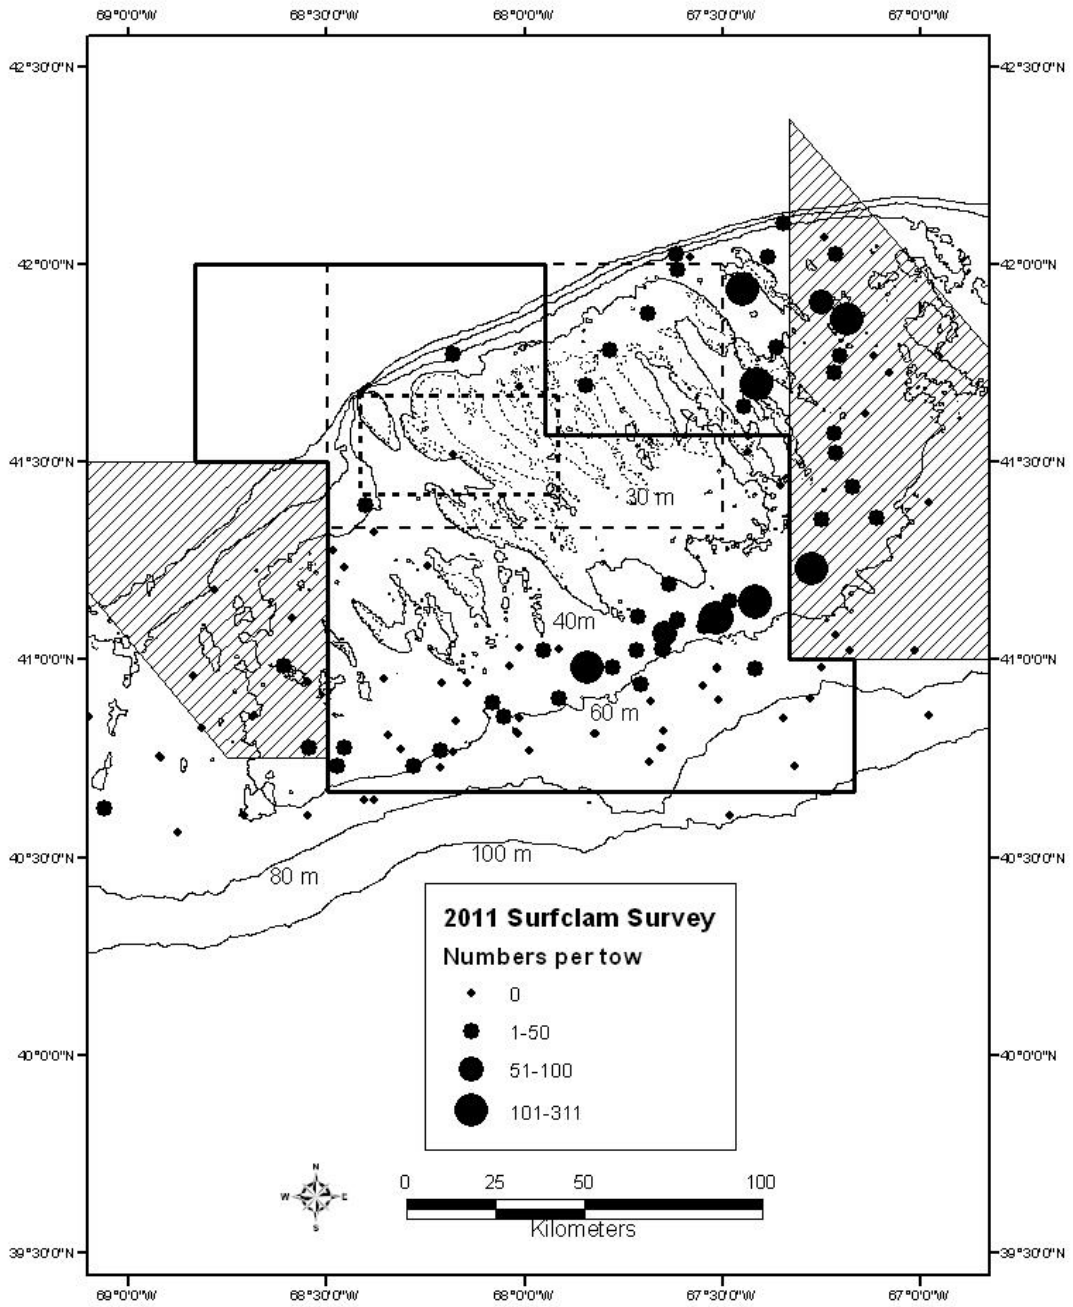 69°0'0"W 68°30'0"W 68°0'0"W 67°30'0"W 67°0'0"W
42°30'0"N 42°30'0"N
42°0'0"N 42°0'0"N
41°30'0"N 41°30'0"N
30 m
40m
41°0'0"N 41°0'0"N
60 m
40°30'0"N 40°30'0"N
100 m
80 m
2011 Surfclam Survey
Numbers per tow
0
1-50
51-100
101-311
40°0'0"N 40°0'0"N
N
W E
S
0 25 50 100
Kilometers
39°30'0"N 39°30'0"N
69°0'0"W 68°30'0"W 68°0'0"W 67°30'0"W 67°0'0"W